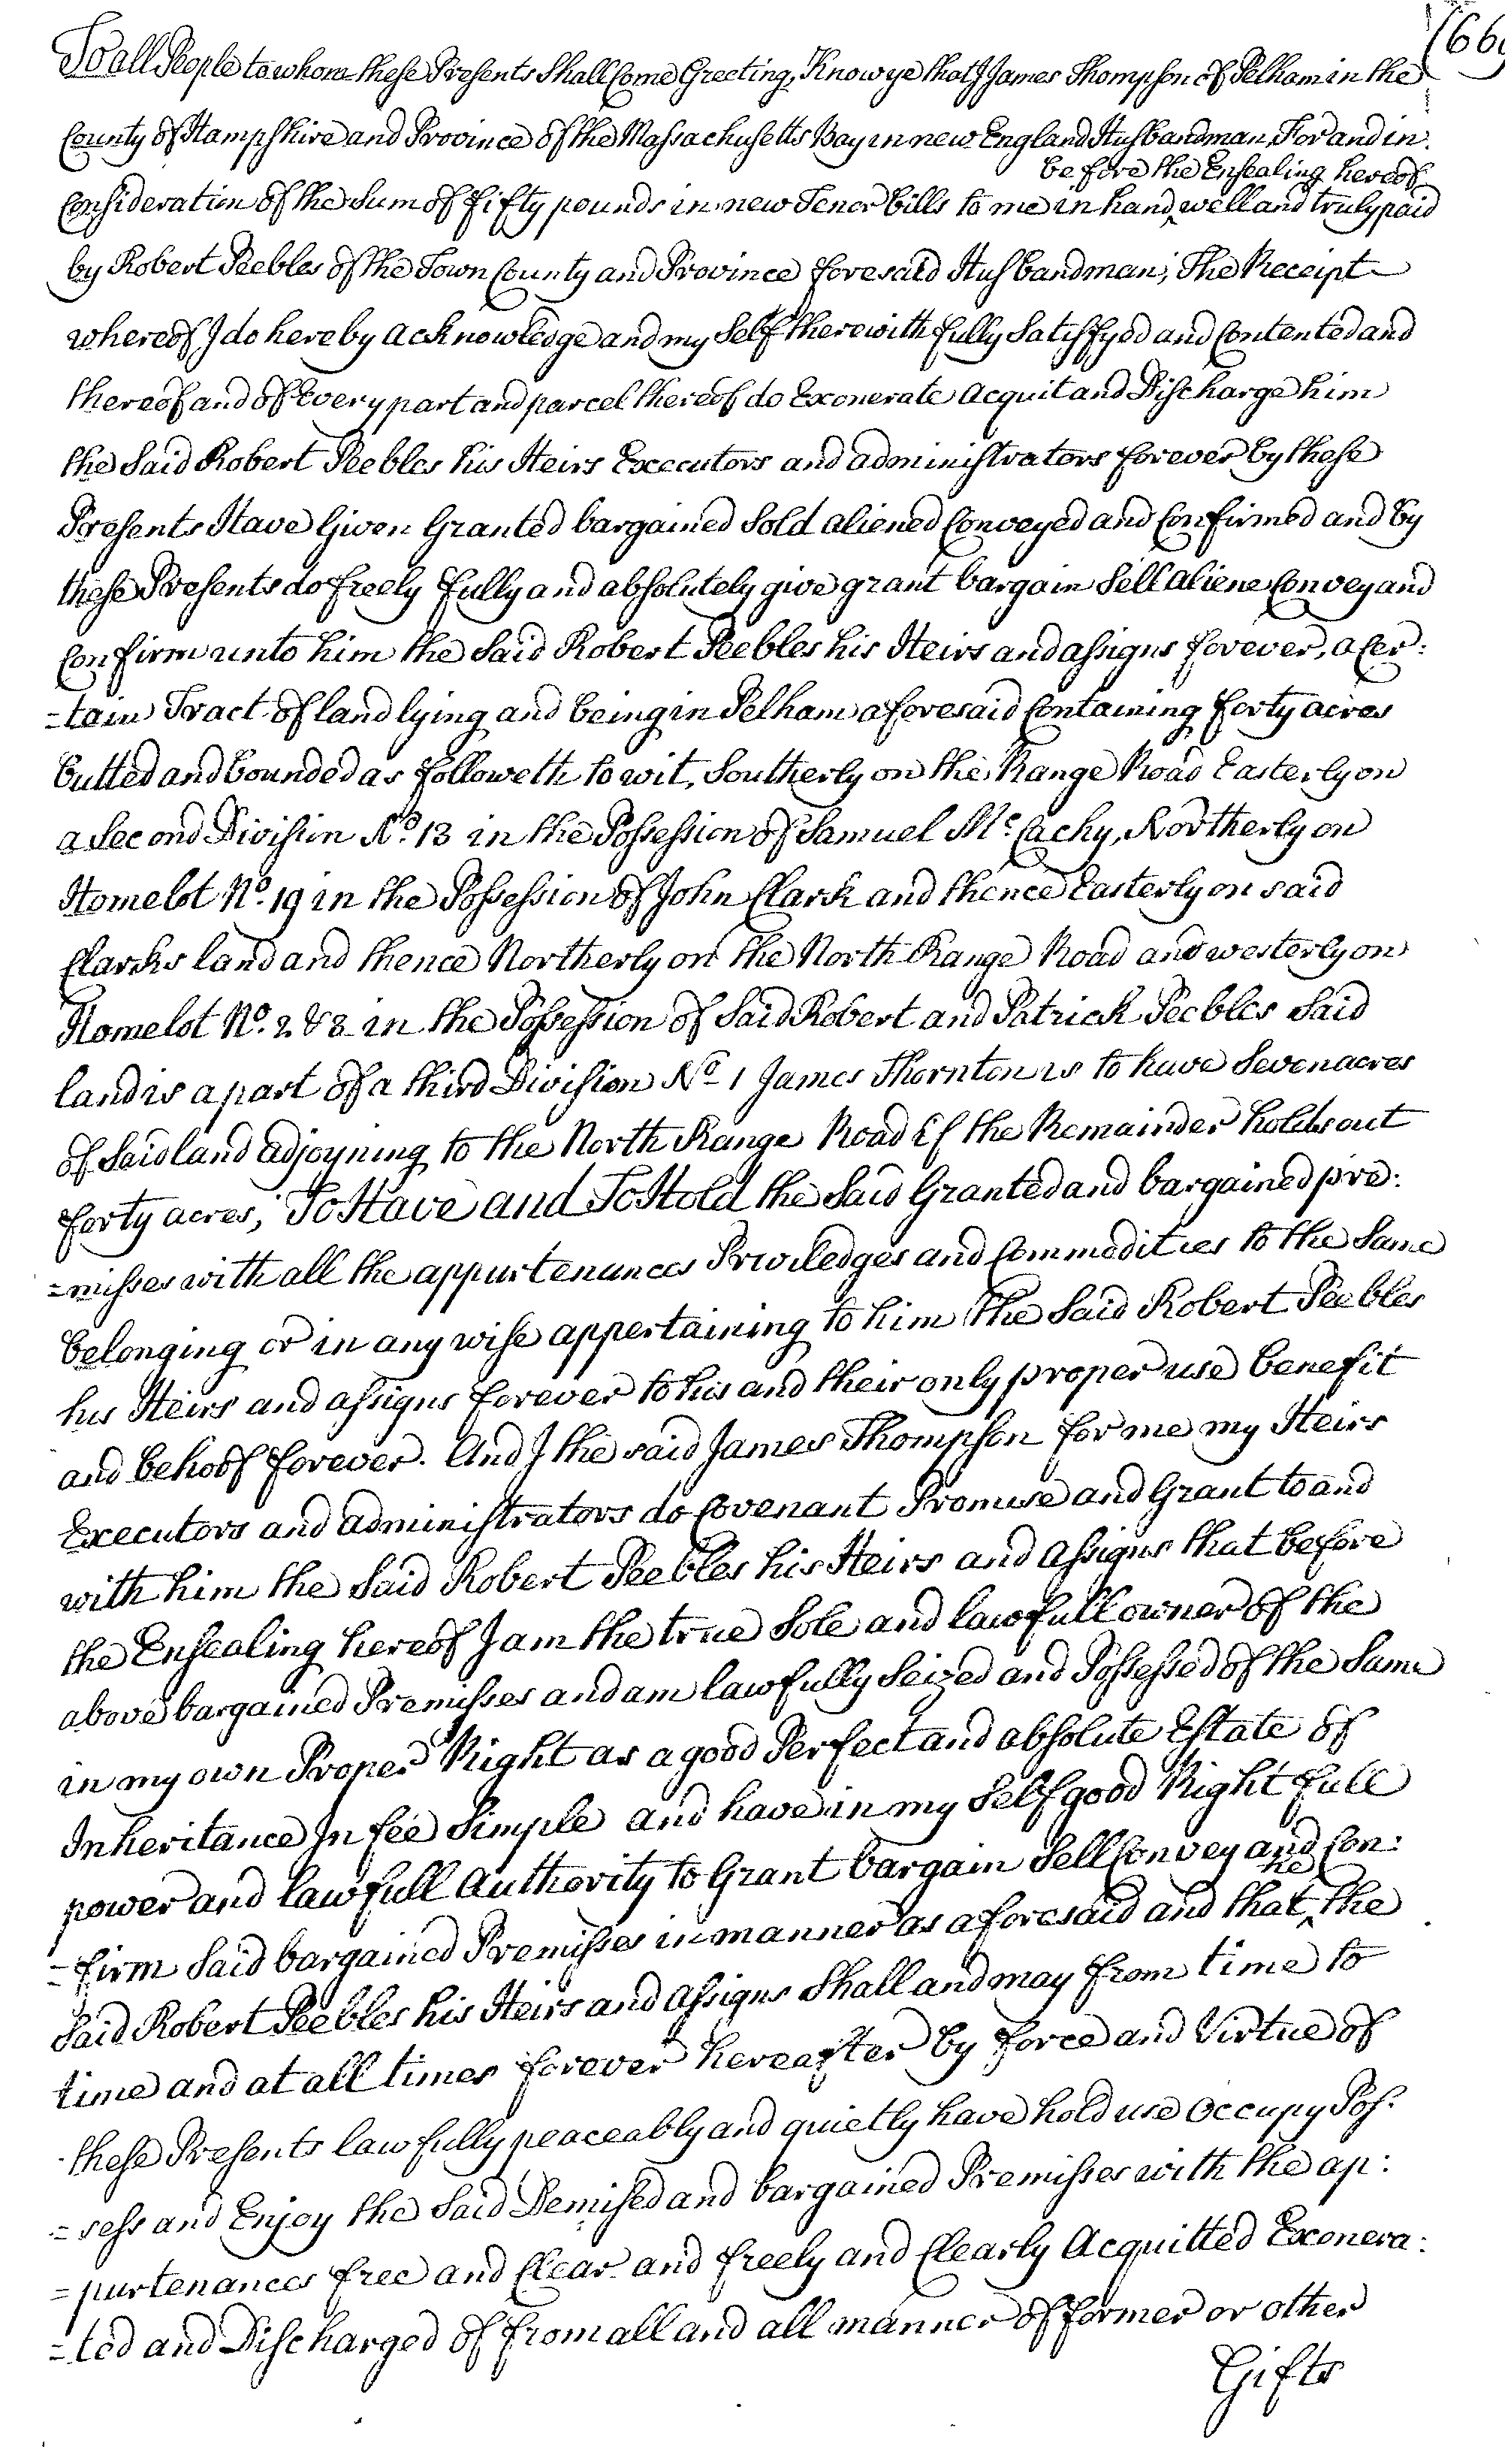 To all People to whom these Presents Shall Come Greeting, Know ye that I James Thompson of Pelham in the
County of Hampshire and Province of the Massachusetts Bay in new England Husbandman, For and in
before the Ensealing hereof
Consideration of the Sum of fifty pounds in new Tenor bills to me in hand ‸ well and truly paid
by Robert Peebles of the Town County and Province foresaid Husbandman, The Receipt
whereof I do hereby acknowledge and my Self therewith fully Satisfyed and Contented and
thereof and of Every part and parcel thereof do Exonerate acquit and Discharge him
the Said Robert Peebles his Heirs Executors and administrators forever by these
Presents Have Given Granted bargained Sold aliened Conveyed and Confirmed and by
these Presents do freely fully and absolutely give grant bargain Sell aliene Convey and
Confirm unto him the Said Robert Peebles his Heirs and assigns forever, a Cer:
=tain Tract of land lying and being in Pelham aforesaid Containing forty acres
butted and bounded as followeth to wit, Southerly on the Range Road Easterly on
a Second Division No. 13 in the Possession of Samuel Mc. Cachy, Northerly on
Homelot No. 19 in the Possession of John Clark and thence Easterly on said
Clarks land and thence Northerly on the North Range Road and westerly on
Homelot No. 2 & 3 in the Possession of Said Robert and Patrick Peebles Said
land is a part of a third Division No 1 James Thornton is to have Seven acres
of Said land adjoyning to the North Range Road if the Remainder holds out
forty acres; To Have and To Hold the Said Granted and bargained pre:
=misses with all the appurtenances Priviledges and Commodities to the Same
belonging or in any wise appertaining to him the Said Robert Peebles
his Heirs and assigns forever to his and their only proper use benefit
and behoof forever. And I the said James Thompson for me my Heirs
Executors and administrators do Covenant Promise and Grant to and
with him the Said Robert Peebles his Heirs and assigns that before
the Ensealing hereof I am the true Sole and lawfull owner of the
above bargained Premisses and am lawfully Seized and Possessed of the Same
in my own Proper Right as a good Perfect and absolute Estate of
Inheritance In fee Simple and have in my Self good Right full
power and lawfull Authority to Grant bargain Sell Convey and Con:
he
=firm Said bargained Premisses in manner as aforesaid and that ‸ the
Said Robert Peebles his Heirs and assigns Shall and may from time to
time and at all times forever hereafter by force and Virtue of
these Presents lawfully peaceably and quietly have hold use occupy Pos:
=sess and Enjoy the Said Demised and bargained Premisses with the ap:
=purtenances free and Clear and freely and Clearly Acquitted Exonera:
=ted and Discharged of from all and all manner of former or other
Gifts